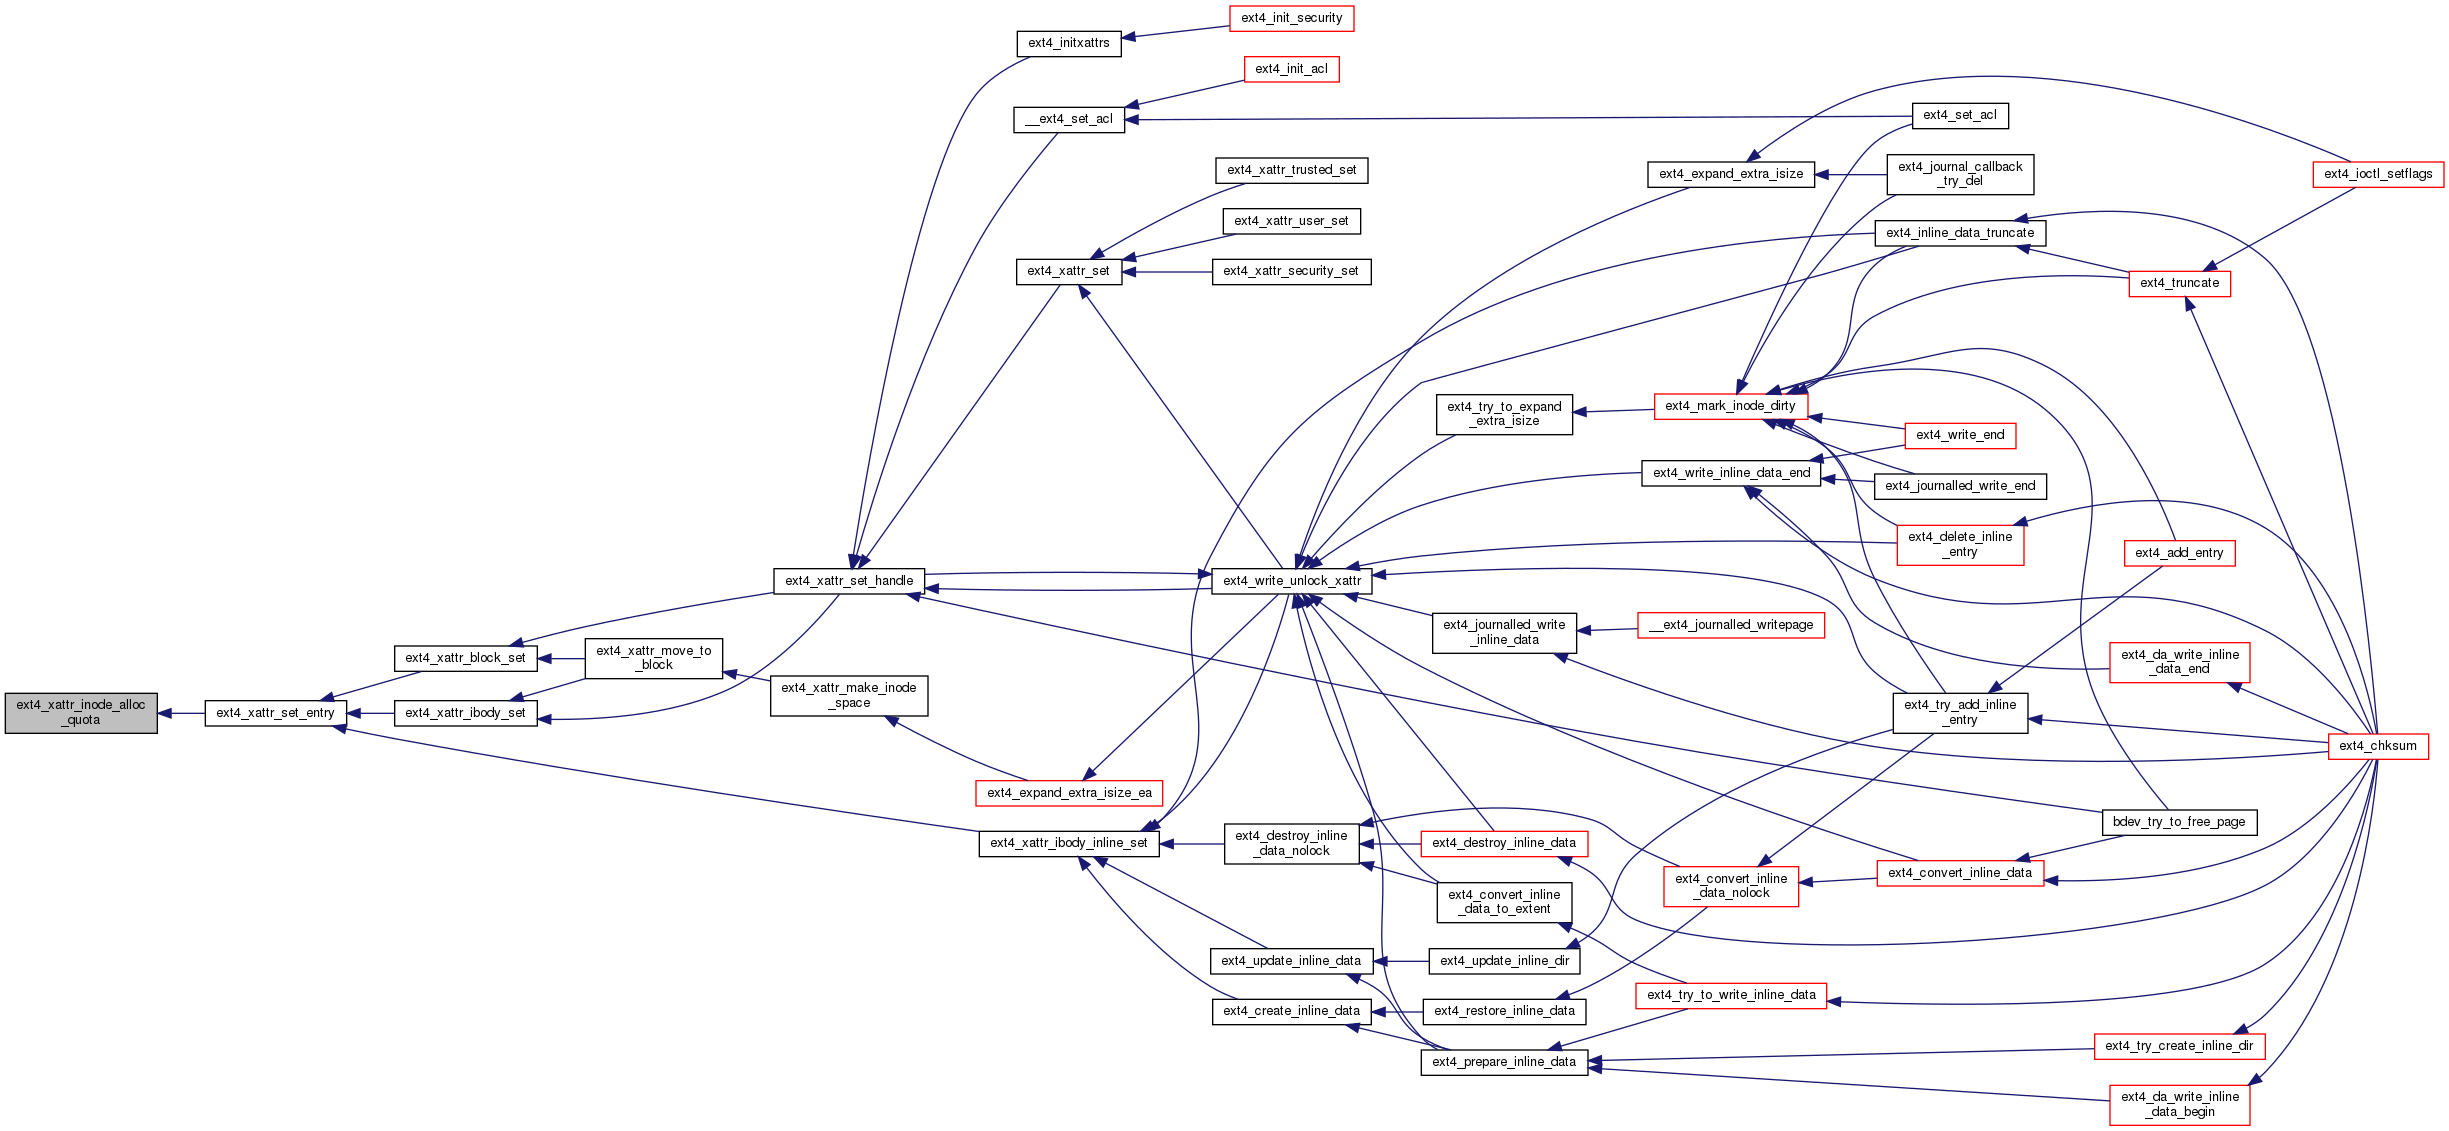 ext4_init_security
ext4_initxattrs
ext4_init_acl
__ext4_set_acl
ext4_set_acl
ext4_xattr_trusted_set
ext4_expand_extra_isize
ext4_journal_callback
_try_del
ext4_ioctl_setflags
ext4_xattr_user_set
ext4_inline_data_truncate
ext4_xattr_set
ext4_xattr_security_set
ext4_truncate
ext4_try_to_expand
_extra_isize
ext4_mark_inode_dirty
ext4_write_end
ext4_write_inline_data_end
ext4_journalled_write_end
ext4_delete_inline
_entry
ext4_add_entry
ext4_xattr_set_handle
ext4_write_unlock_xattr
ext4_journalled_write
_inline_data
__ext4_journalled_writepage
ext4_xattr_block_set
ext4_xattr_move_to
_block
ext4_da_write_inline
_data_end
ext4_xattr_make_inode
_space
ext4_xattr_inode_alloc
_quota
ext4_xattr_set_entry
ext4_xattr_ibody_set
ext4_try_add_inline
_entry
ext4_chksum
ext4_expand_extra_isize_ea
bdev_try_to_free_page
ext4_xattr_ibody_inline_set
ext4_destroy_inline
_data_nolock
ext4_destroy_inline_data
ext4_convert_inline
_data_nolock
ext4_convert_inline_data
ext4_convert_inline
_data_to_extent
ext4_update_inline_data
ext4_update_inline_dir
ext4_try_to_write_inline_data
ext4_create_inline_data
ext4_restore_inline_data
ext4_prepare_inline_data
ext4_try_create_inline_dir
ext4_da_write_inline
_data_begin